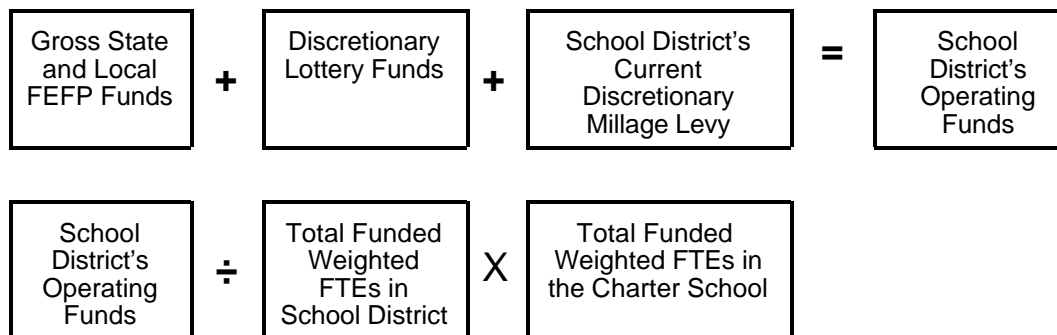 Gross State
and Local
FEFP Funds
+
Discretionary
Lottery Funds
+
School District's
Current
Discretionary
Millage Levy
=
School
District's
Operating
Funds
School
District's
Operating
Funds
÷
Total Funded
Weighted
FTEs in
School District
X
Total Funded
Weighted FTEs in
the Charter School